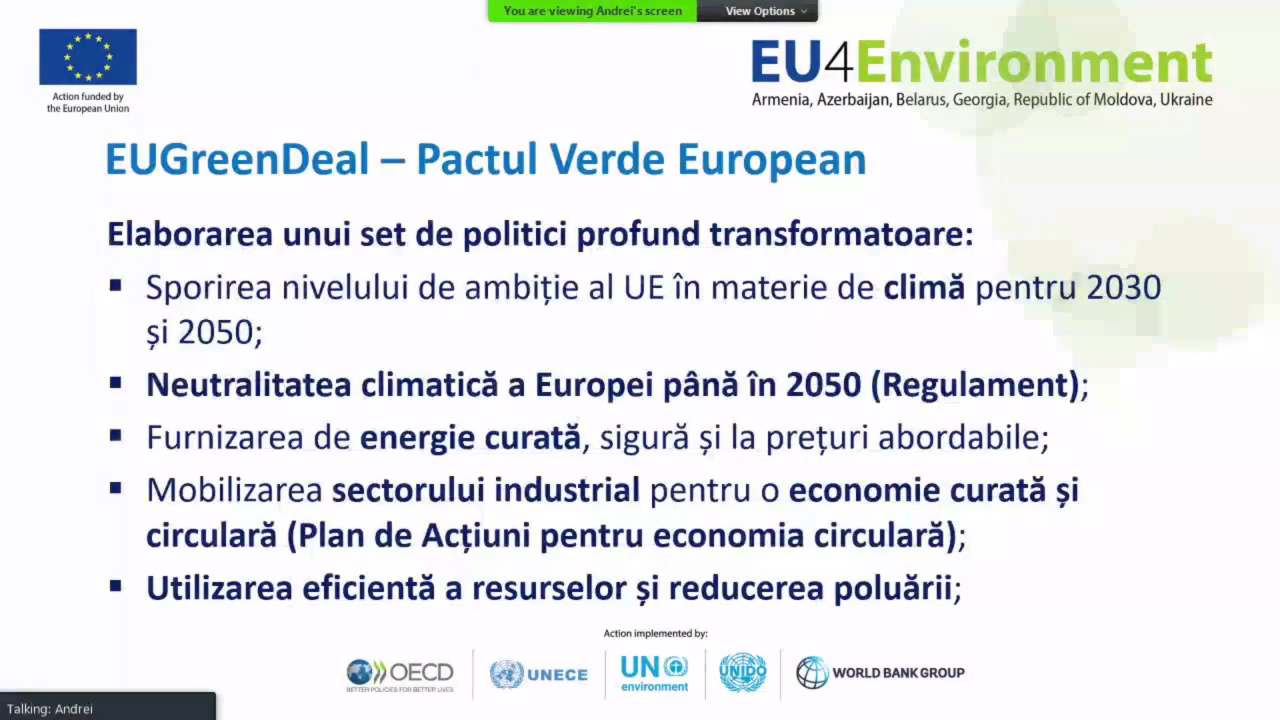 You are viewing Andrei's screen
View Options
Action funded by
the European Union
EU4Environment
Armenia, Azerbaijan, Belarus, Georgia, Republic of Moldova, Ukraine
EUGreenDeal – Pactul Verde European
Elaborarea unui set de politici profund transformatoare:
▪ Sporirea nivelului de ambiție al UE în materie de climă pentru 2030
și 2050;
▪ Neutralitatea climatică a Europei până în 2050 (Regulament);
▪ Furnizarea de energie curată, sigură și la prețuri abordabile;
▪ Mobilizarea sectorului industrial pentru o economie curată și
circulară (Plan de Acțiuni pentru economia circulară);
▪ Utilizarea eficientă a resurselor și reducerea poluării;
Action implemented by:
OECD
BETTER POLICIES FOR BETTER LIVES
UNECE
UN
environment
UNIDO
WORLD BANK GROUP
Talking: Andrei